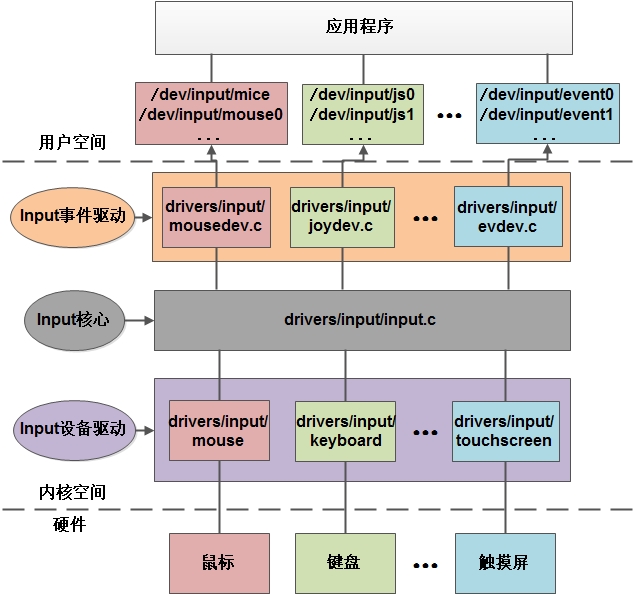 应用程序
/dev/input/mice
/dev/input/mouse0
...
/dev/input/js0
/dev/input/js1
...
...
/dev/input/event0
/dev/input/event1
...
用户空间
Input事件驱动
drivers/input/
mousedev.c
drivers/input/
joydev.c
...
drivers/input/
evdev.c
Input核心
drivers/input/input.c
Input设备驱动
drivers/input/
mouse
drivers/input/
keyboard
...
drivers/input/
touchscreen
内核空间
硬件
鼠标
键盘
...
触摸屏